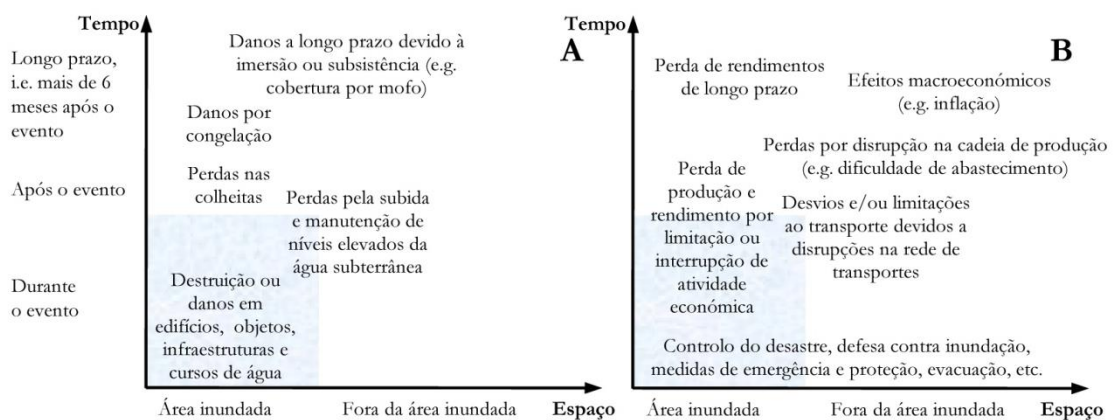 Tempo
A
Danos a longo prazo devido à
imersão ou subsistência (e.g.
cobertura por mofo)
Longo prazo,
i.e. mais de 6
meses após o
evento
Danos por
congelação
Perdas nas
colheitas
Após o evento
Perdas pela subida
e manutenção de
níveis elevados da
água subterrânea
Durante
o evento
Destruição ou
danos em
edifícios, objetos,
infraestruturas e
cursos de água
Área inundada
Fora da área inundada
Espaço
Tempo
B
Perda de rendimentos
de longo prazo
Efeitos macroeconómicos
(e.g. inflação)
Perdas por disrupção na cadeia de produção
(e.g. dificuldade de abastecimento)
Perda de
produção e
rendimento por
limitação ou
interrupção de
atividade
económica
Desvios e/ou limitações
ao transporte devidos a
disrupções na rede de
transportes
Controlo do desastre, defesa contra inundação,
medidas de emergência e proteção, evacuação, etc.
Área inundada
Fora da área inundada
Espaço